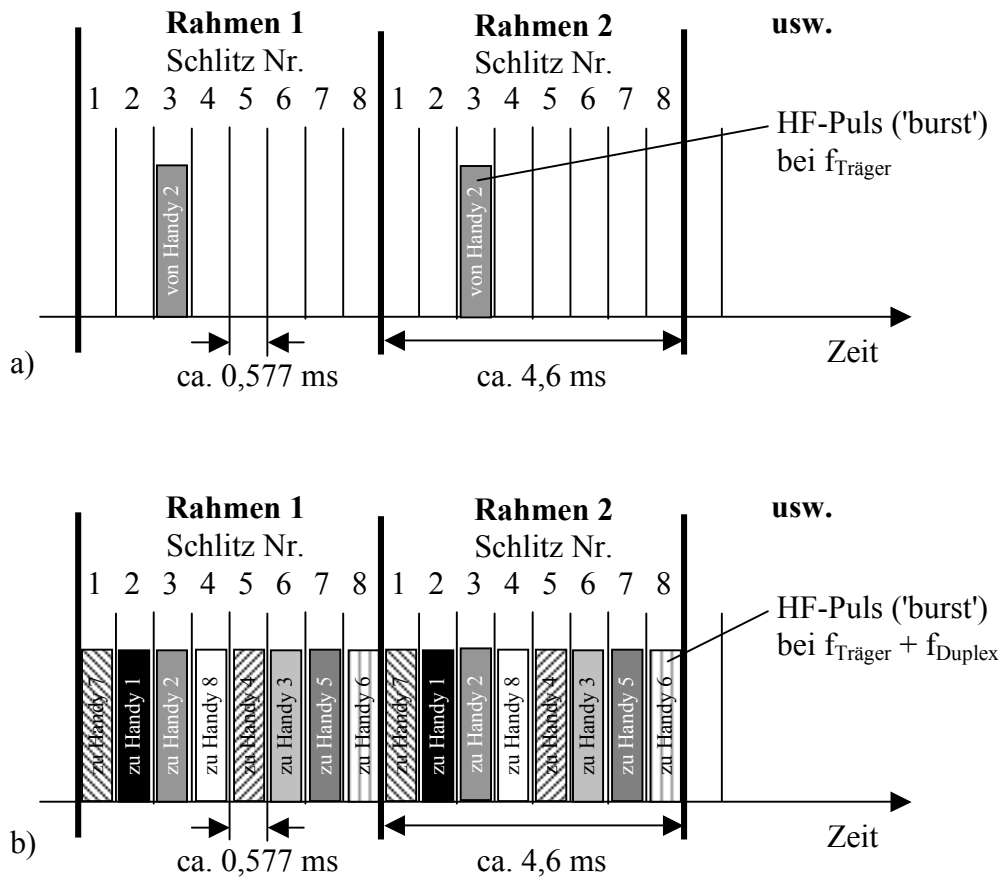 Rahmen 1 Rahmen 2 usw.
Schlitz Nr. Schlitz Nr.
1 2 3 4 5 6 7 8 1 2 3 4 5 6 7 8
HF-Puls ('burst')
bei fTräger
von Handy 2 von Handy 2
Zeit
a)
ca. 0,577 ms ca. 4,6 ms
Rahmen 1 Rahmen 2 usw.
Schlitz Nr. Schlitz Nr.
1 2 3 4 5 6 7 8 1 2 3 4 5 6 7 8
HF-Puls ('burst')
bei fTräger + fDuplex
zu Handy 7
zu Handy 1
zu Handy 2
zu Handy 8
zu Handy 4
zu Handy 3
zu Handy 5
zu Handy 6
zu Handy 7
zu Handy 1
zu Handy 2
zu Handy 8
zu Handy 4
zu Handy 3
zu Handy 5
zu Handy 6
Zeit
b)
ca. 0,577 ms ca. 4,6 ms